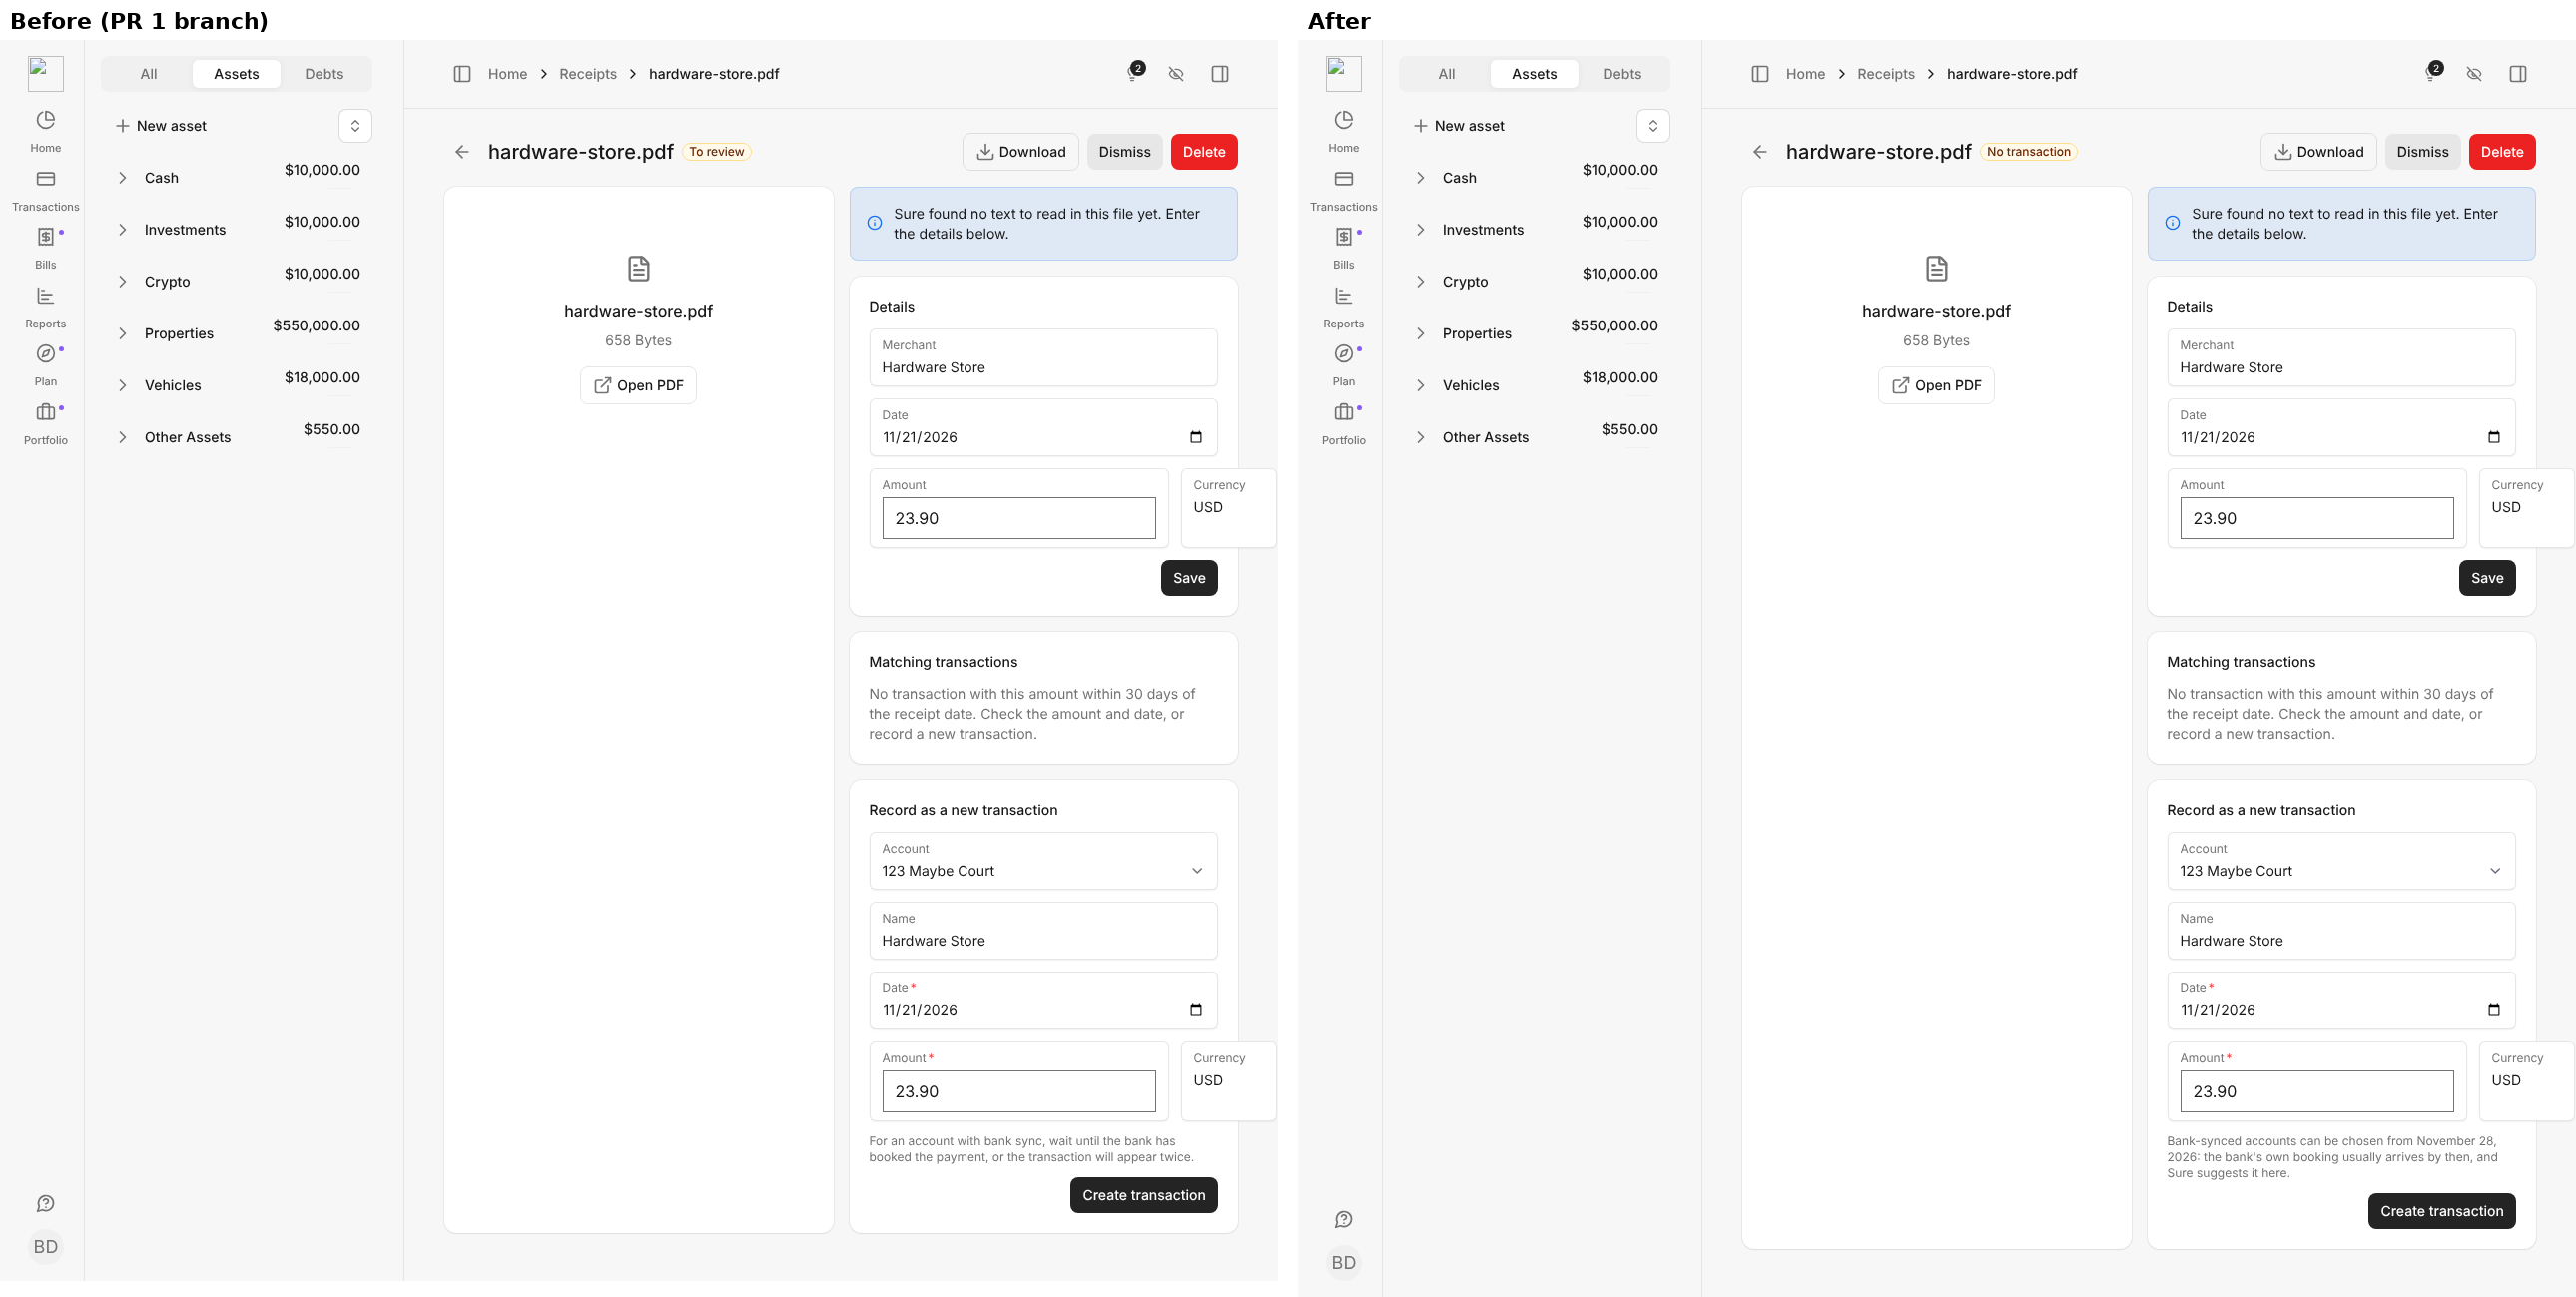 Before (PR 1 branch)
All
Assets
Debts
New asset
Cash
$10,000.00
Investments
$10,000.00
Crypto
$10,000.00
Properties
$550,000.00
Vehicles
$18,000.00
Other Assets
$550.00
Home
Transactions
Bills
Reports
Plan
Portfolio
BD
Home
Receipts
hardware-store.pdf
2
hardware-store.pdf
To review
Download
Dismiss
Delete
hardware-store.pdf
658 Bytes
Open PDF
Sure found no text to read in this file yet. Enter
the details below.
Details
Merchant
Hardware Store
Date
11/21/2026
Amount
23.90
Currency
USD
Save
Matching transactions
No transaction with this amount within 30 days of
the receipt date. Check the amount and date, or
record a new transaction.
Record as a new transaction
Account
123 Maybe Court
Name
Hardware Store
Date*
11/21/2026
Amount*
23.90
Currency
USD
For an account with bank sync, wait until the bank has
booked the payment, or the transaction will appear twice.
Create transaction
After
All
Assets
Debts
New asset
Cash
$10,000.00
Investments
$10,000.00
Crypto
$10,000.00
Properties
$550,000.00
Vehicles
$18,000.00
Other Assets
$550.00
Home
Transactions
Bills
Reports
Plan
Portfolio
BD
Home
Receipts
hardware-store.pdf
2
hardware-store.pdf
No transaction
Download
Dismiss
Delete
hardware-store.pdf
658 Bytes
Open PDF
Sure found no text to read in this file yet. Enter
the details below.
Details
Merchant
Hardware Store
Date
11/21/2026
Amount
23.90
Currency
USD
Save
Matching transactions
No transaction with this amount within 30 days of
the receipt date. Check the amount and date, or
record a new transaction.
Record as a new transaction
Account
123 Maybe Court
Name
Hardware Store
Date*
11/21/2026
Amount*
23.90
Currency
USD
Bank-synced accounts can be chosen from November 28,
2026: the bank's own booking usually arrives by then, and
Sure suggests it here.
Create transaction